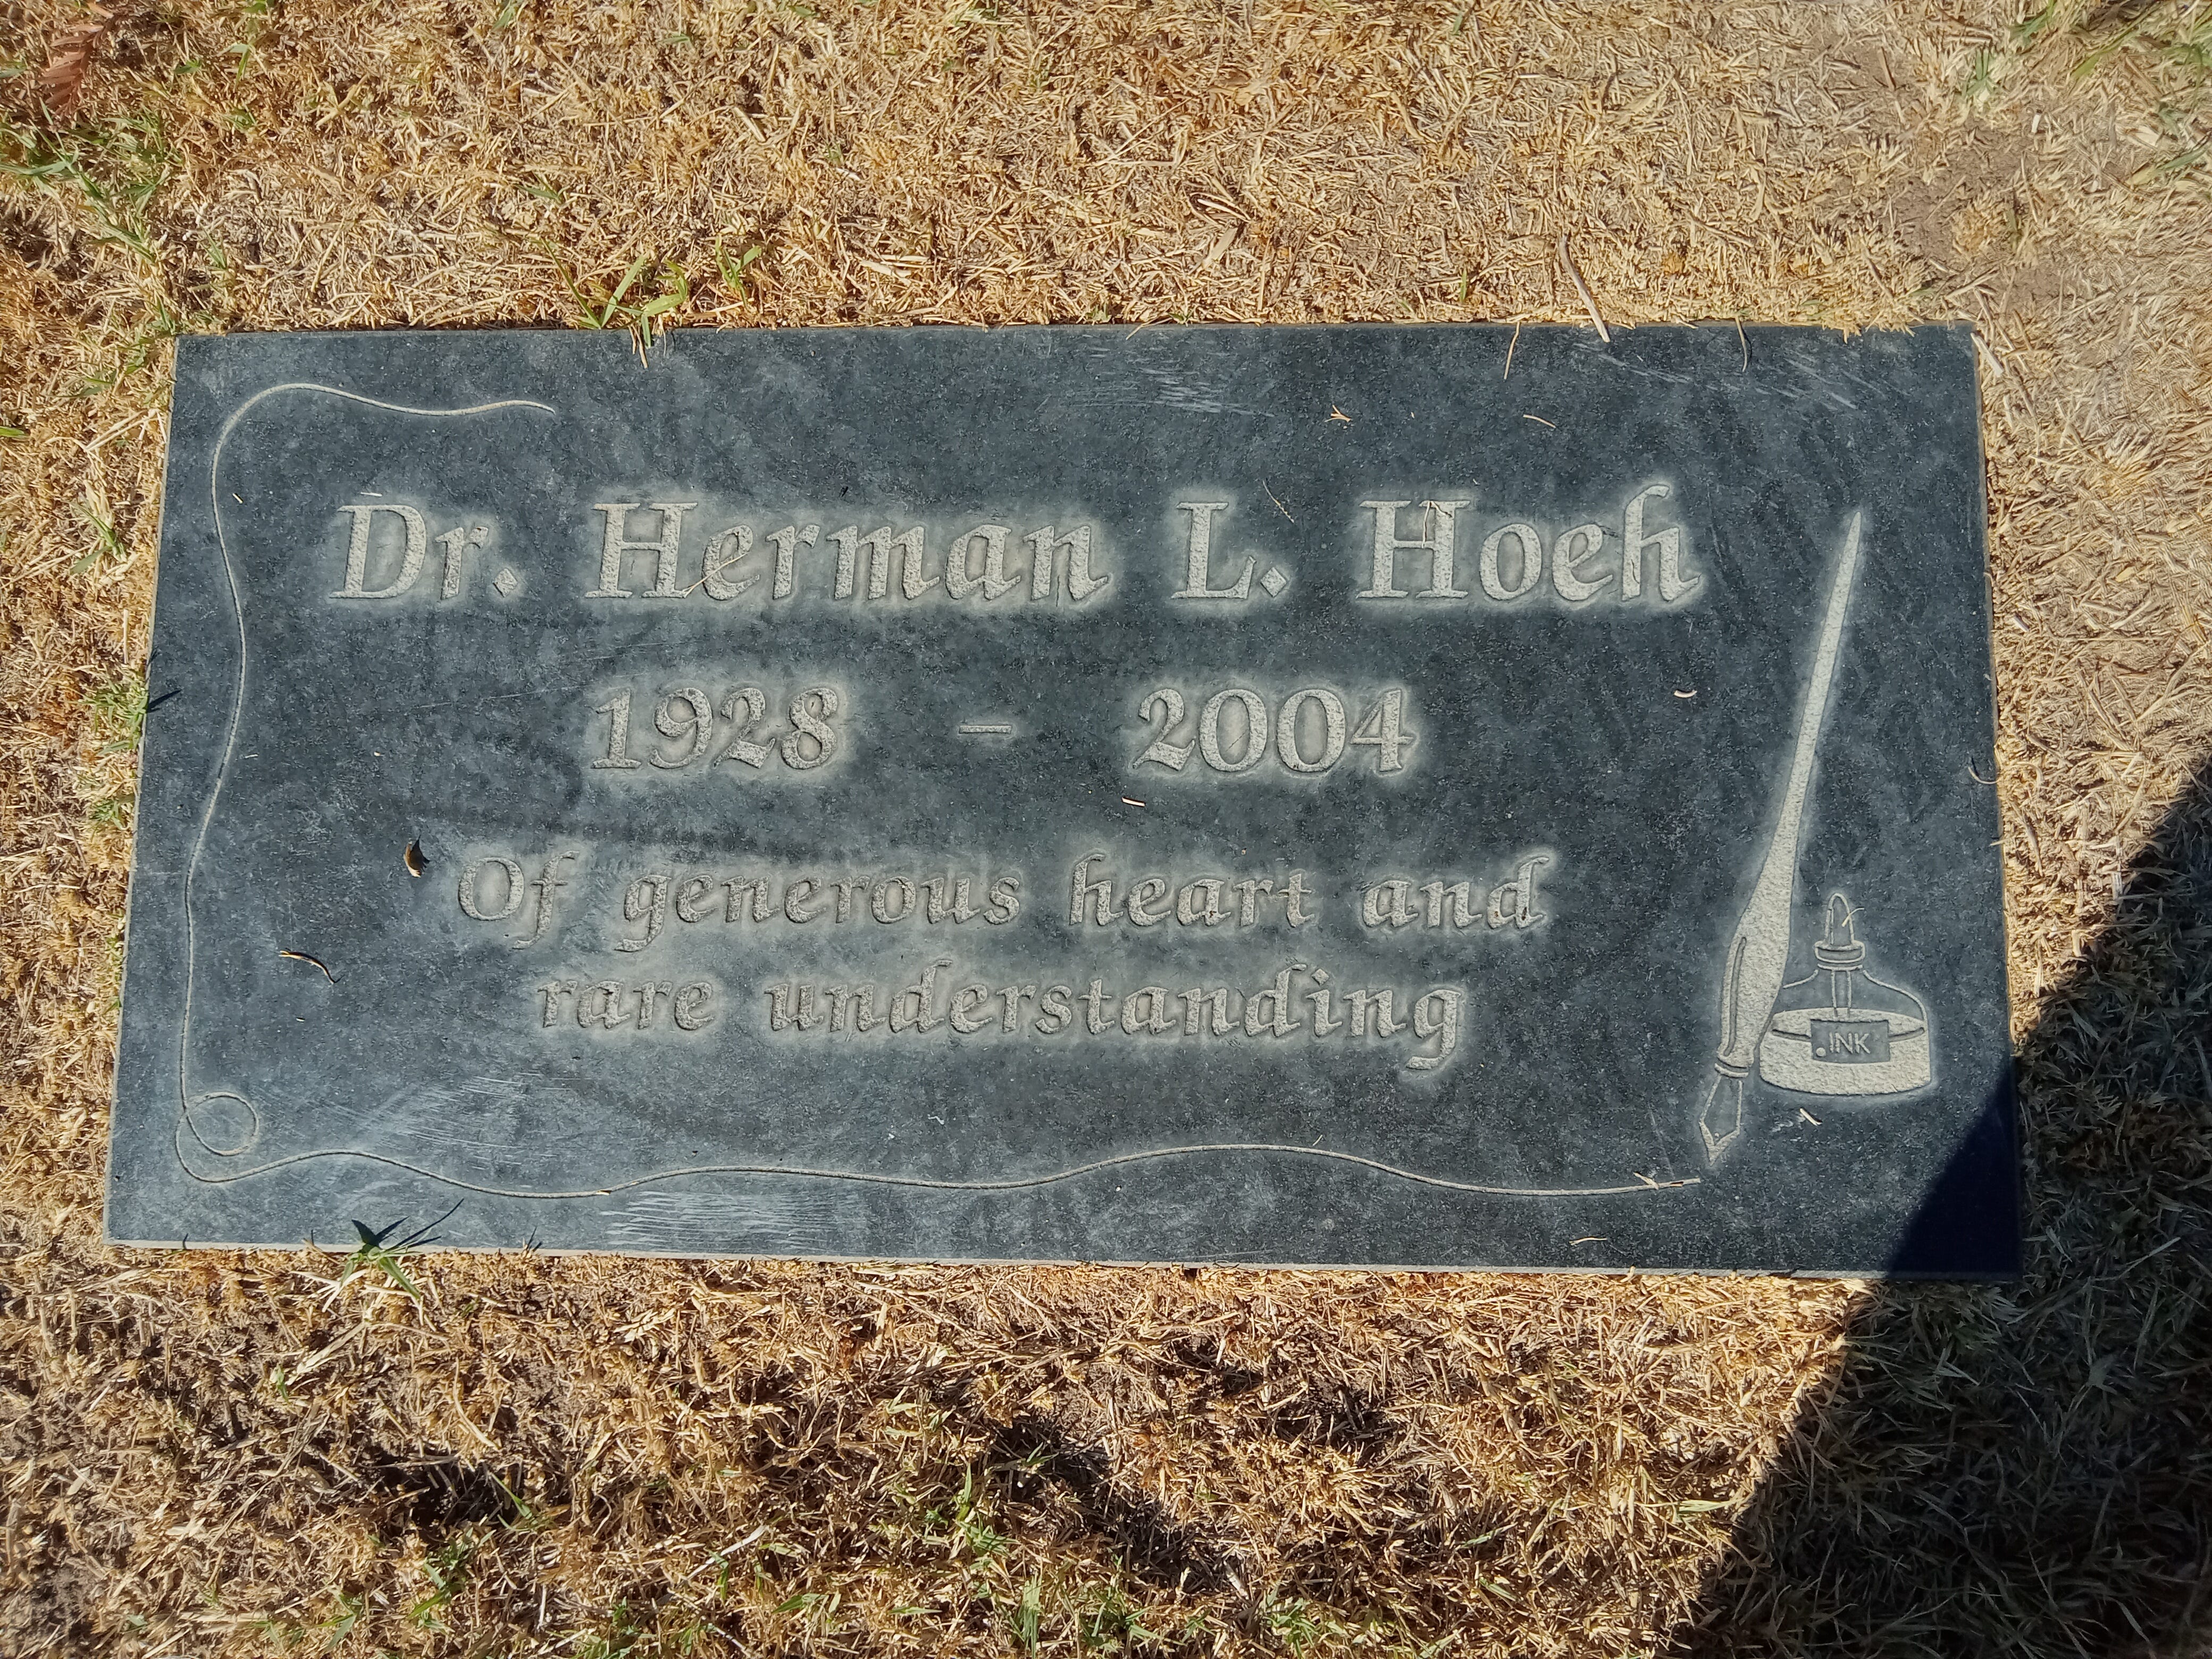 Dr. Herman L. Hoeh
1928 - 2004
Of generous heart and
rare understanding
.INK